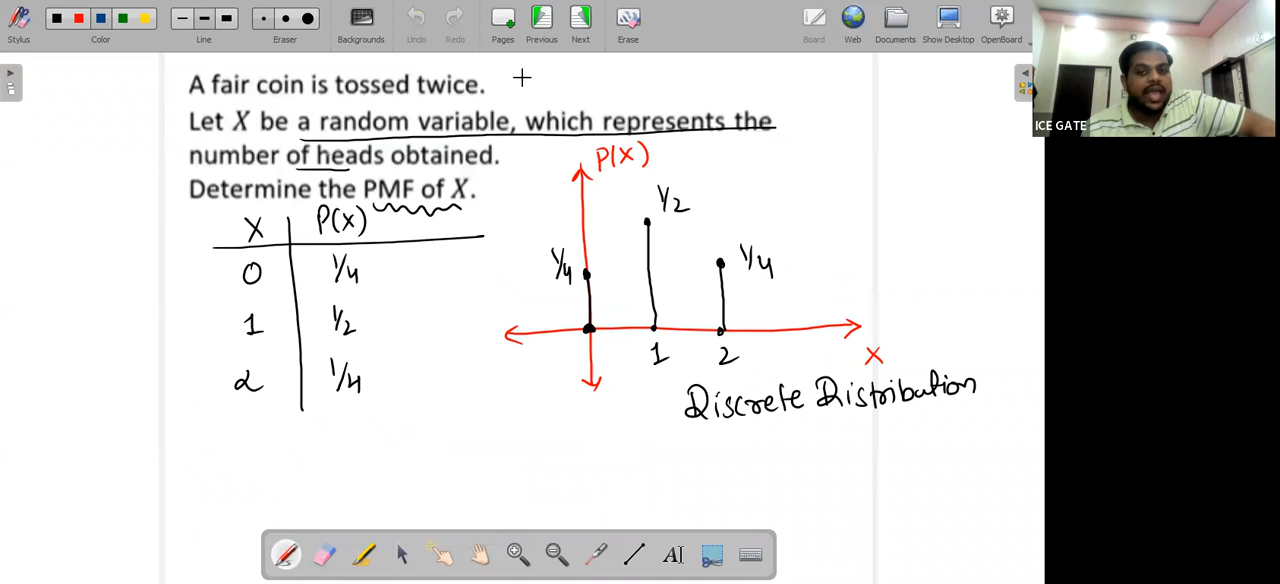 Stylus
Color
Line
Eraser
Backgrounds
Undo
Redo
Pages
Previous
Next
Erase
Board
Web
Documents
Show Desktop
OpenBoard
ICE GATE
A fair coin is tossed twice.
Let X be a random variable, which represents the
number of heads obtained.
Determine the PMF of X.
X P(X)
0 1/4
1 1/2
2 1/4
P(X)
1/4
1/2
1/4
1 2
X
Discrete Distribution
A